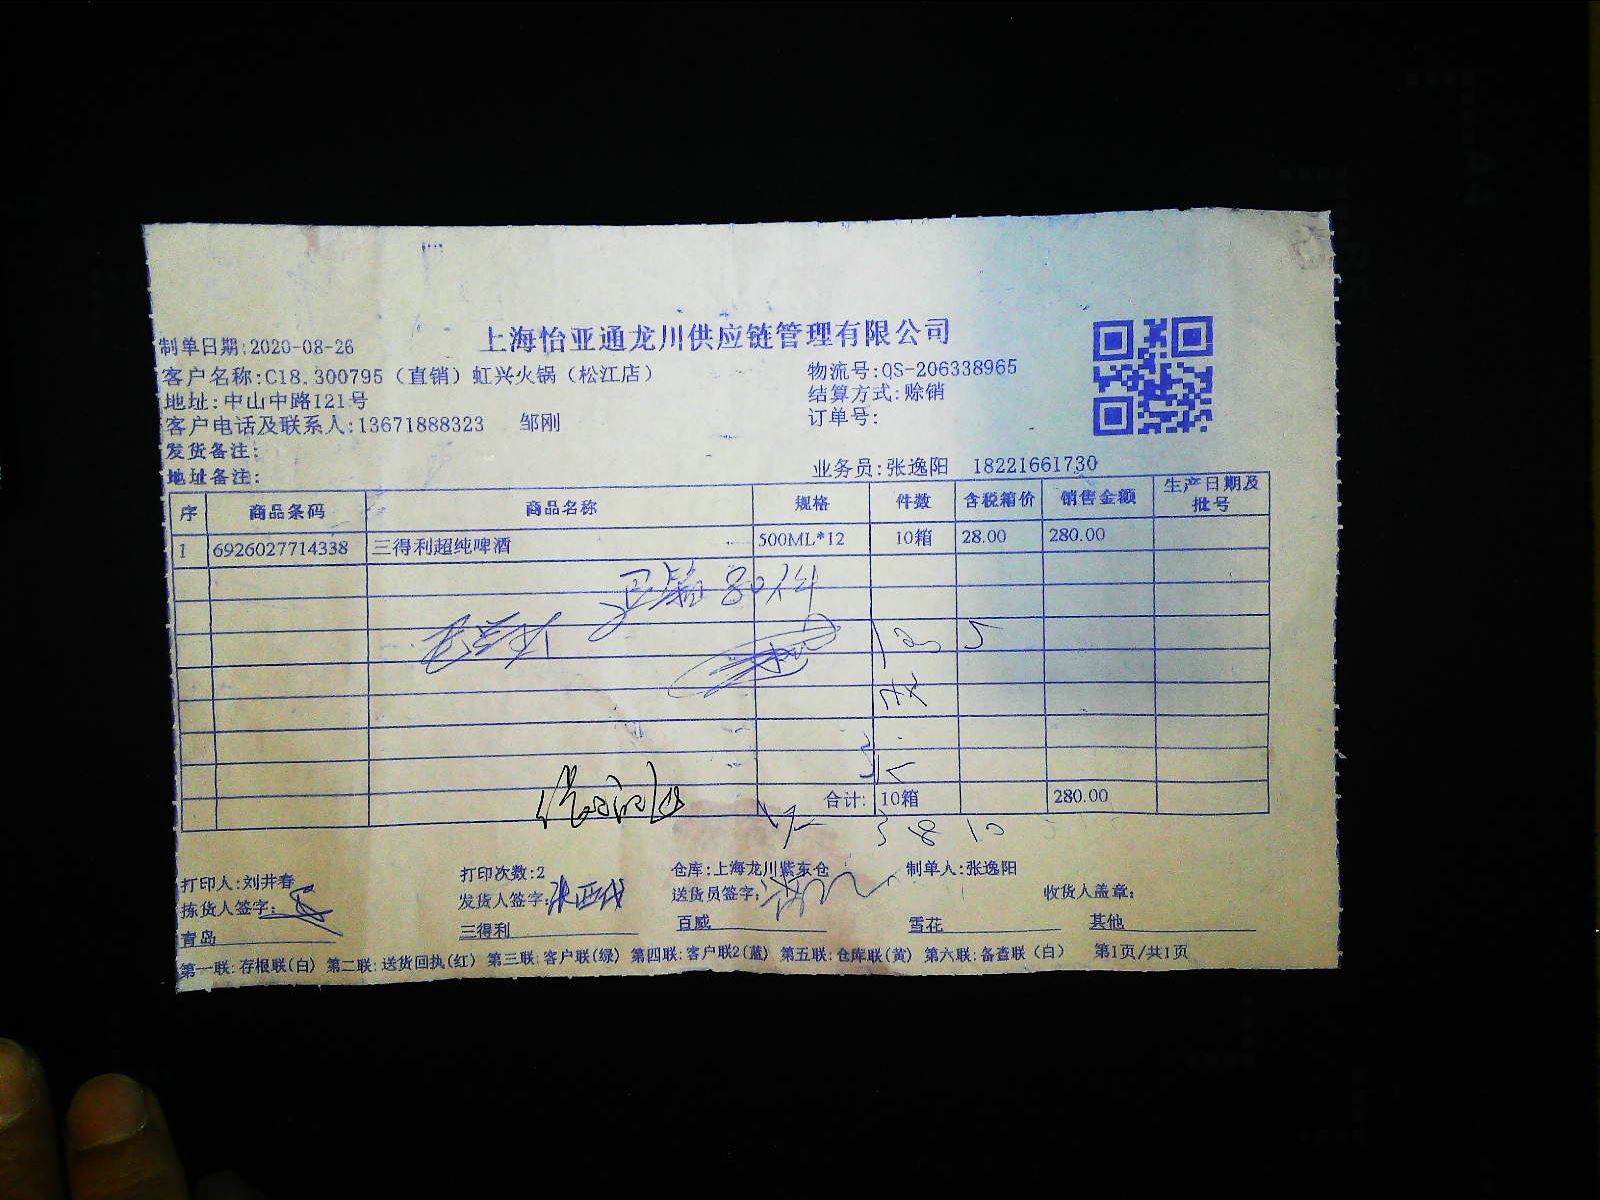 上海怡亚通龙川供应链管理有限公司
制单日期:2020-08-26
客户名称:C18.300795（直销）虹兴火锅（松江店） 物流号:QS-206338965
地址:中山中路121号 结算方式:赊销
客户电话及联系人:13671888323 邹刚 订单号:
发货备注:
地址备注: 业务员:张逸阳 18221661730
序 商品条码 商品名称 规格 件数 含税箱价 销售金额 生产日期及批号
1 6926027714338 三得利超纯啤酒 500ML*12 10箱 28.00 280.00
80个
合计: 10箱 280.00
打印人:刘井春 打印次数:2 仓库:上海龙川紫东仓 制单人:张逸阳
拣货人签字: 发货人签字: 送货员签字: 收货人盖章:
青岛 三得利 百威 雪花 其他
第一联:存根联(白) 第二联:送货回执(红) 第三联:客户联(绿) 第四联:客户联2(蓝) 第五联:仓库联(黄) 第六联:备查联（白） 第1页/共1页